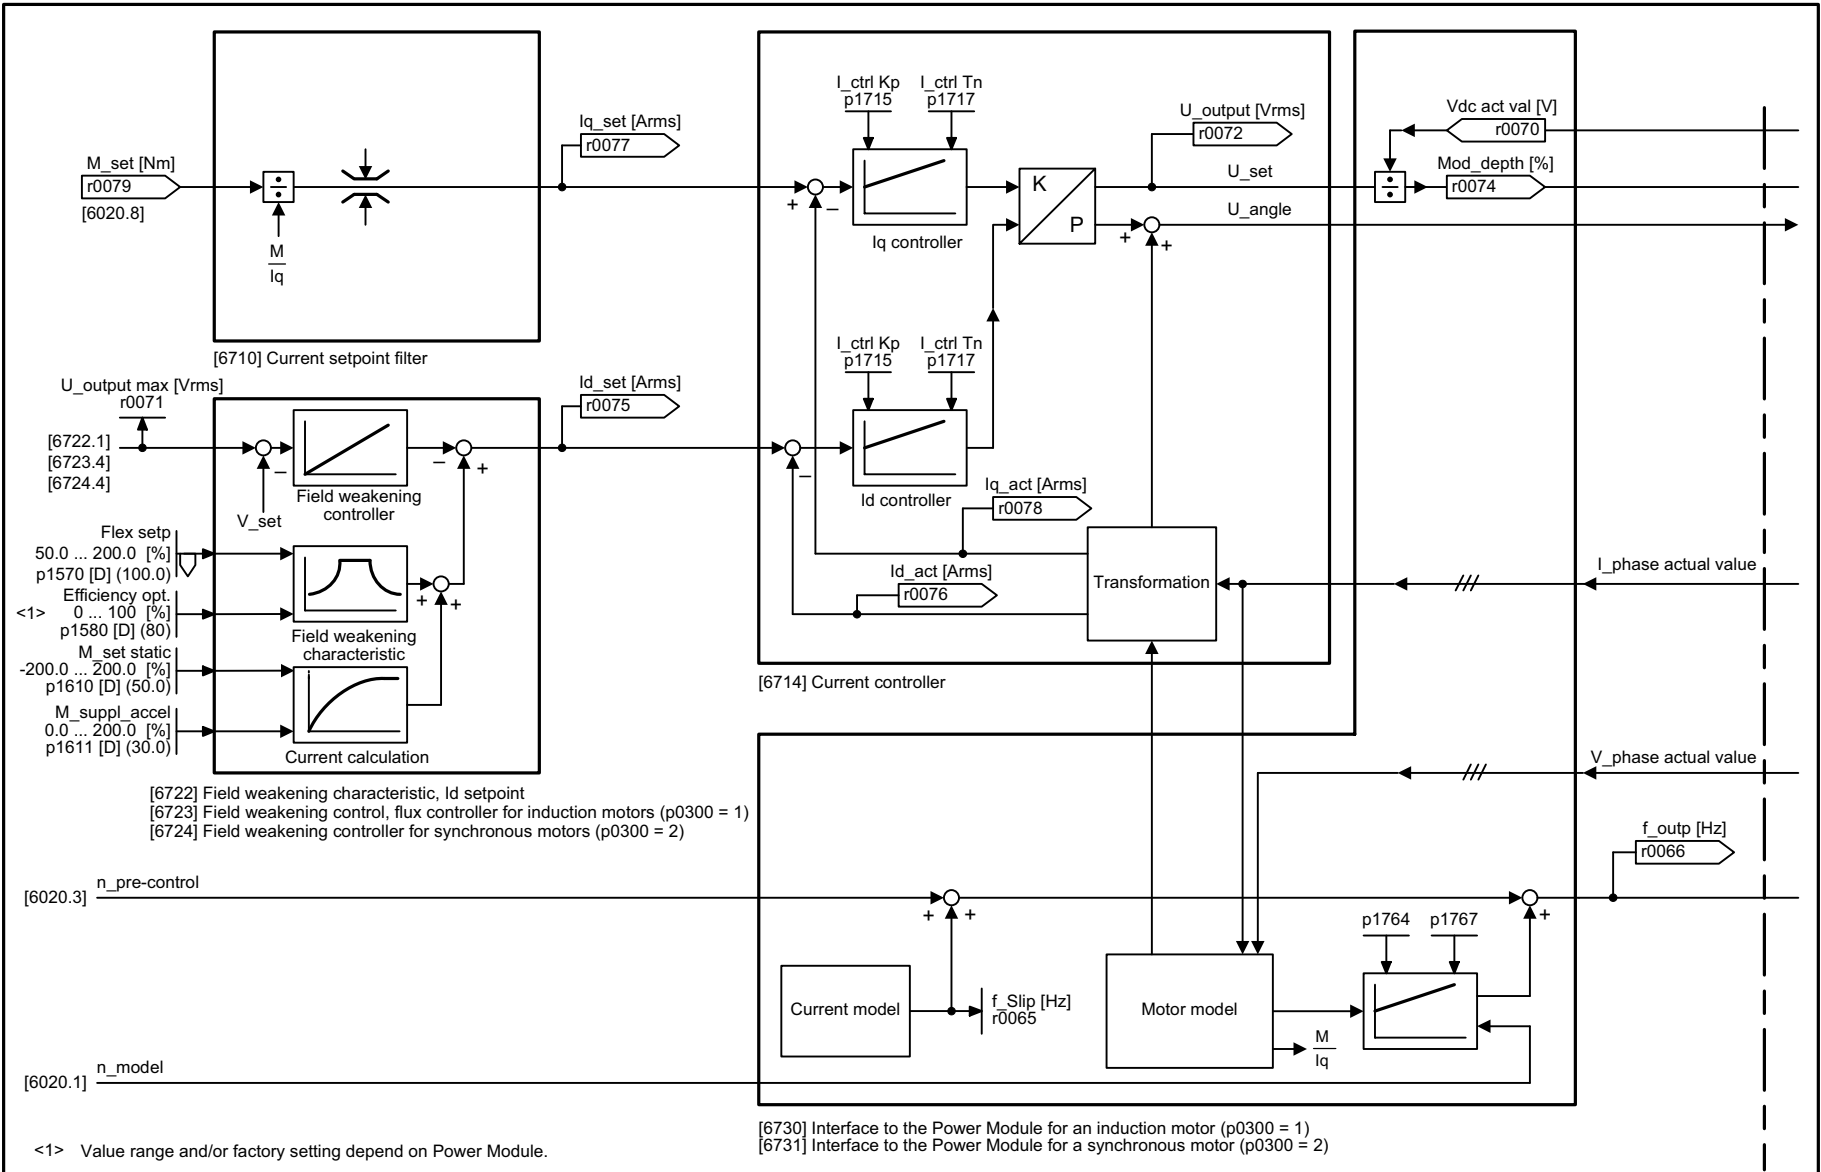 M_set [Nm]
r0079
[6020.8]
÷
M
Iq
[6710] Current setpoint filter
Iq_set [Arms]
r0077
I_ctrl Kp
p1715
I_ctrl Tn
p1717
+
–
Iq controller
K
P
U_output [Vrms]
r0072
U_set
U_angle
+
+
Vdc act val [V]
r0070
÷
Mod_depth [%]
r0074
U_output max [Vrms]
r0071
[6722.1]
[6723.4]
[6724.4]
–
V_set
Field weakening
controller
–
+
Id_set [Arms]
r0075
I_ctrl Kp
p1715
I_ctrl Tn
p1717
–
Id controller
Iq_act [Arms]
r0078
Id_act [Arms]
r0076
Transformation
I_phase actual value
Flex setp
50.0 ... 200.0 [%]
p1570 [D] (100.0)
Efficiency opt.
<1> 0 ... 100 [%]
p1580 [D] (80)
+
+
Field weakening
characteristic
M_set static
-200.0 ... 200.0 [%]
p1610 [D] (50.0)
M_suppl_accel
0.0 ... 200.0 [%]
p1611 [D] (30.0)
Current calculation
[6714] Current controller
V_phase actual value
[6722] Field weakening characteristic, Id setpoint
[6723] Field weakening control, flux controller for induction motors (p0300 = 1)
[6724] Field weakening controller for synchronous motors (p0300 = 2)
f_outp [Hz]
r0066
n_pre-control
[6020.3]
+
+
+
p1764
p1767
Current model
f_Slip [Hz]
r0065
Motor model
M
Iq
n_model
[6020.1]
[6730] Interface to the Power Module for an induction motor (p0300 = 1)
[6731] Interface to the Power Module for a synchronous motor (p0300 = 2)
<1> Value range and/or factory setting depend on Power Module.